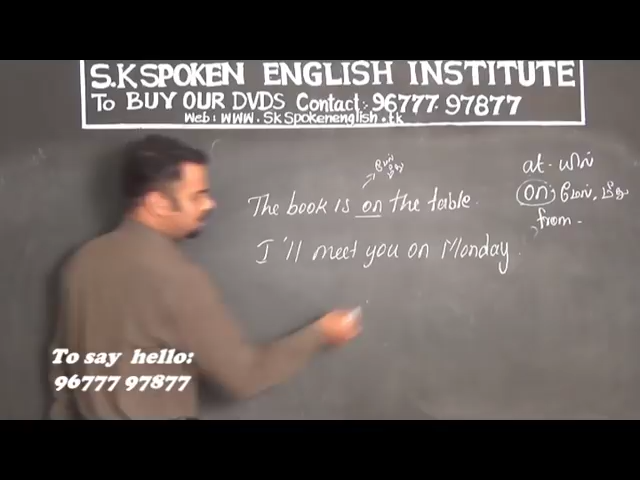 S.K SPOKEN ENGLISH INSTITUTE
To BUY OUR DVDS Contact:- 96777 97877
Web: WWW. SkSpokenenglish.tk
at - யில்
மேல்
மீது
The book is on the table.
on; மேல், மீது
from -
I'll meet you on Monday.
To say hello:
96777 97877